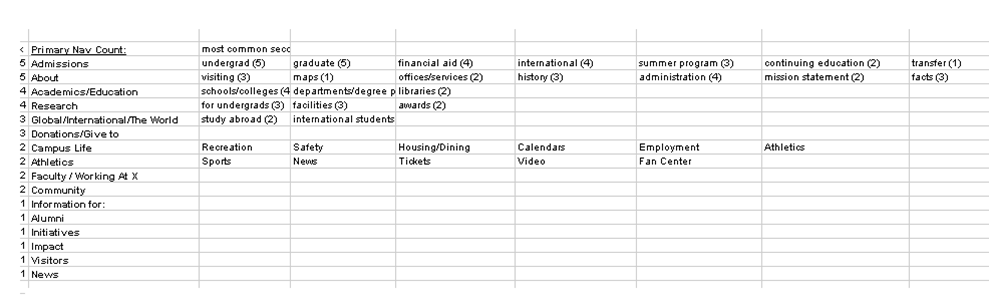 < Primary Nav Count: most common secc
5 Admissions undergrad (5) graduate (5) financial aid (4) international (4) summer program (3) continuing education (2) transfer (1)
5 About visiting (3) maps (1) offices/services (2) history (3) administration (4) mission statement (2) facts (3)
4 Academics/Education schools/colleges (4 departments/degree p libraries (2)
4 Research for undergrads (3) facilities (3) awards (2)
3 Global/International/The World study abroad (2) international students
3 Donations/Give to
2 Campus Life Recreation Safety Housing/Dining Calendars Employment Athletics
2 Athletics Sports News Tickets Video Fan Center
2 Faculty / Working At X
2 Community
1 Information for:
1 Alumni
1 Initiatives
1 Impact
1 Visitors
1 News